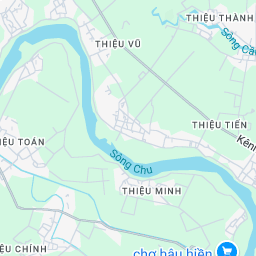 THIỆU THÀNH
THIỆU VŨ
Sông Cầ
THIỆU TIẾN
Kênh
IỆU TOÁN
Sông Chu
THIỆU MINH
IỆU CHÍNH
chợ hậu hiền